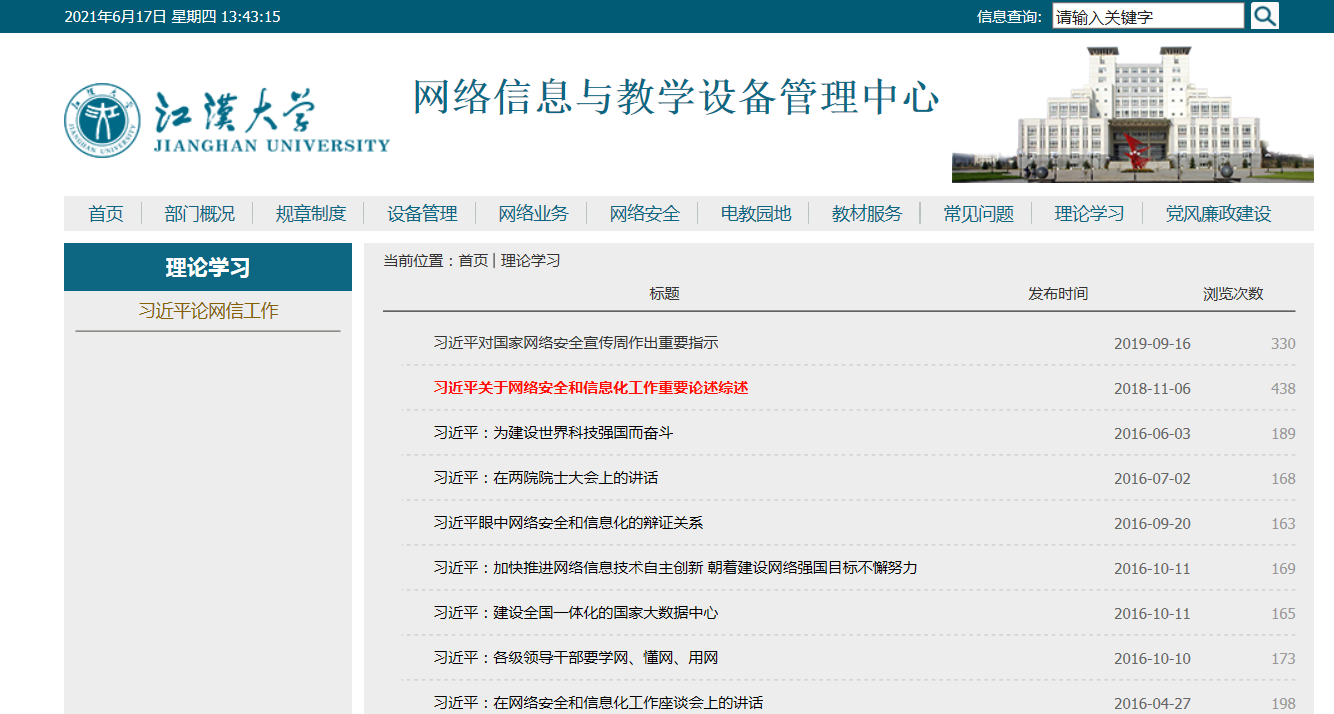 2021年6月17日 星期四 13:43:15 信息查询: 请输入关键字
江漢大学
JIANGHAN UNIVERSITY
网络信息与教学设备管理中心
首页 部门概况 规章制度 设备管理 网络业务 网络安全 电教园地 教材服务 常见问题 理论学习 党风廉政建设
理论学习
习近平论网信工作
当前位置：首页 | 理论学习
标题 发布时间 浏览次数
习近平对国家网络安全宣传周作出重要指示 2019-09-16 330
习近平关于网络安全和信息化工作重要论述综述 2018-11-06 438
习近平：为建设世界科技强国而奋斗 2016-06-03 189
习近平：在两院院士大会上的讲话 2016-07-02 168
习近平眼中网络安全和信息化的辩证关系 2016-09-20 163
习近平：加快推进网络信息技术自主创新 朝着建设网络强国目标不懈努力 2016-10-11 169
习近平：建设全国一体化的国家大数据中心 2016-10-11 165
习近平：各级领导干部要学网、懂网、用网 2016-10-10 173
习近平：在网络安全和信息化工作座谈会上的讲话 2016-04-27 198